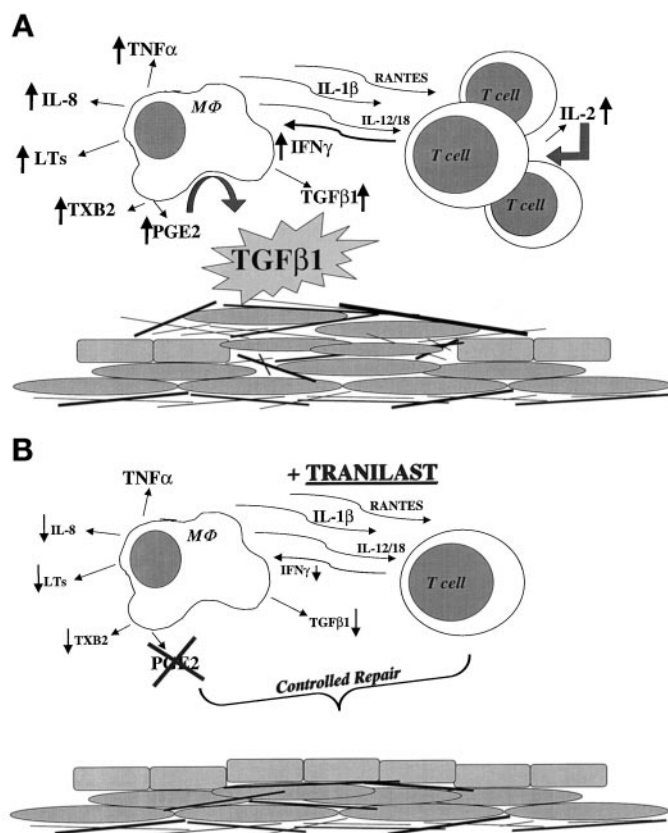 A
TNFα
IL-8
MΦ
LTs
TXB2
PGE2
IL-1β
RANTES
IL-12/18
IFNγ
TGFβ1
T cell
T cell
T cell
IL-2
TGFβ1
B
+ TRANILAST
TNFα
IL-8
MΦ
LTs
TXB2
PGE2
IL-1β
RANTES
IL-12/18
IFNγ
TGFβ1
T cell
Controlled Repair